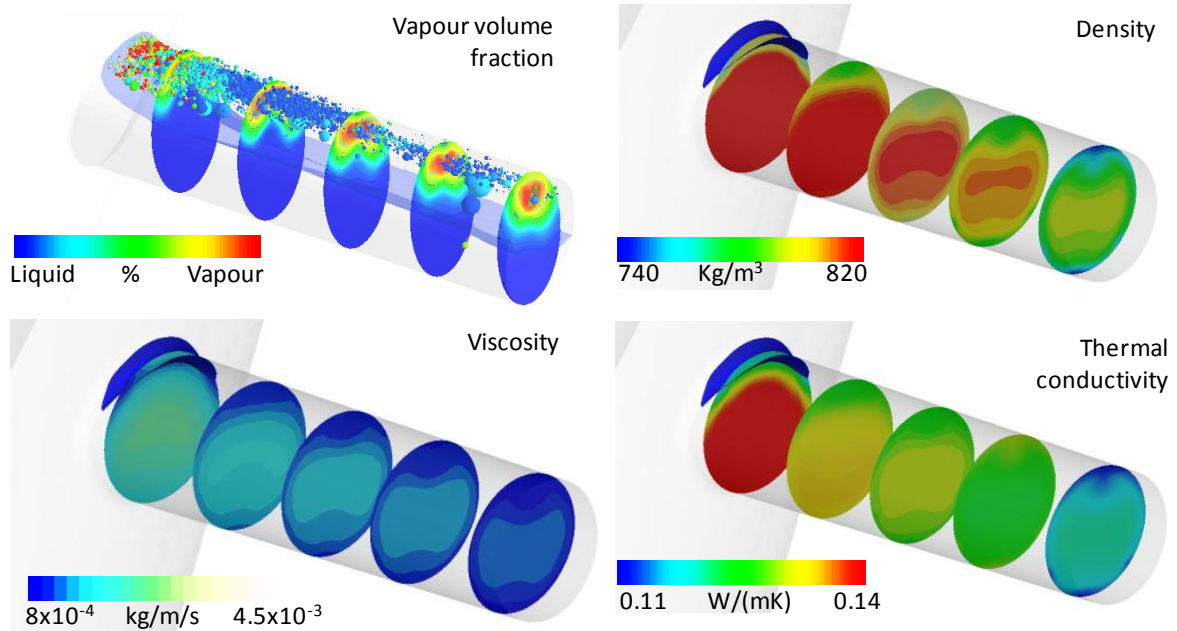 Vapour volume
fraction
Liquid % Vapour
Density
740 Kg/m³ 820
Viscosity
8x10⁻⁴ kg/m/s 4.5x10⁻³
Thermal
conductivity
0.11 W/(mK) 0.14